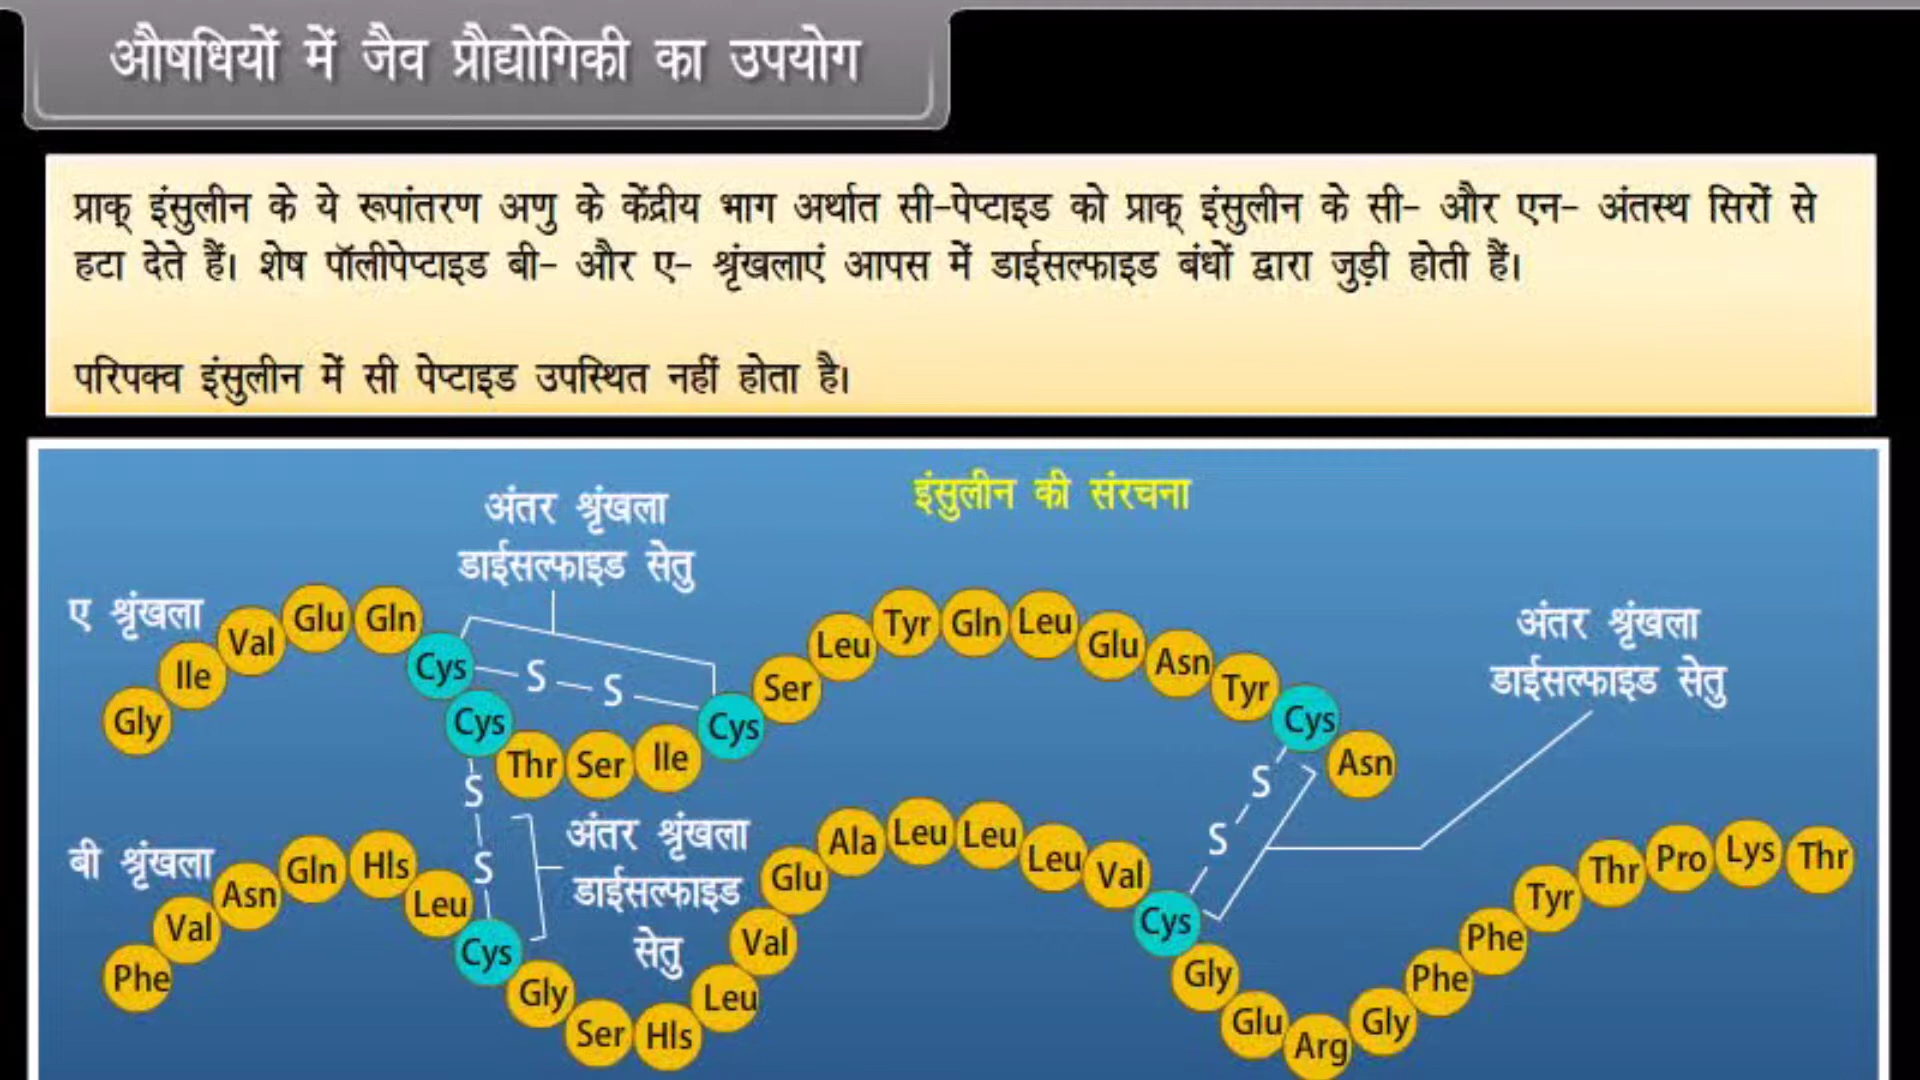 औषधियों में जैव प्रौद्योगिकी का उपयोग
प्राक् इंसुलीन के ये रूपांतरण अणु के केंद्रीय भाग अर्थात सी-पेप्टाइड को प्राक् इंसुलीन के सी- और एन- अंतस्थ सिरों से
हटा देते हैं। शेष पॉलीपेप्टाइड बी- और ए- श्रृंखलाएं आपस में डाईसल्फाइड बंधों द्वारा जुड़ी होती हैं।
परिपक्व इंसुलीन में सी पेप्टाइड उपस्थित नहीं होता है।
इंसुलीन की संरचना
अंतर श्रृंखला
डाईसल्फाइड सेतु
ए श्रृंखला
Gly Ile Val Glu Gln Cys Cys Thr Ser Ile Cys Ser Leu Tyr Gln Leu Glu Asn Tyr Cys Asn
S S
अंतर श्रृंखला
डाईसल्फाइड सेतु
S
S
अंतर श्रृंखला
डाईसल्फाइड
सेतु
S
S
बी श्रृंखला
Phe Val Asn Gln Hls Leu Cys Gly Ser Hls Leu Val Glu Ala Leu Leu Leu Val Cys Gly Glu Arg Gly Phe Phe Tyr Thr Pro Lys Thr